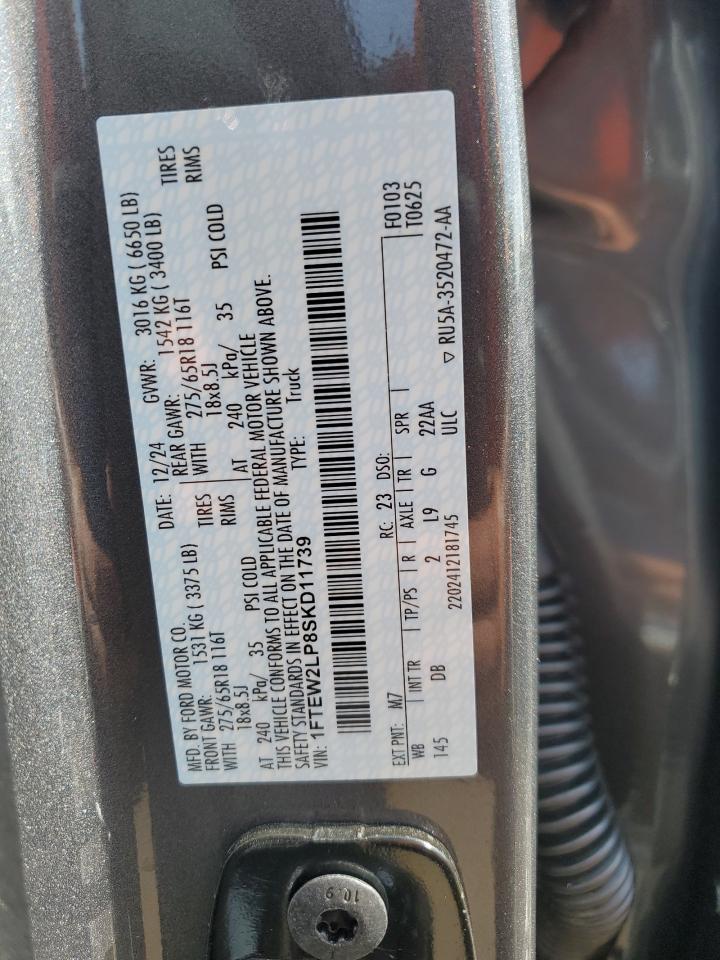 MFD. BY FORD MOTOR CO. DATE: 12/24 GVWR: 3016 KG ( 6650 LB)
FRONT GAWR: 1531 KG ( 3375 LB) REAR GAWR: 1542 KG ( 3400 LB)
WITH 275/65R18 116T TIRES WITH 275/65R18 116T TIRES
18x8.5J RIMS 18x8.5J RIMS
AT 240 kPa/ 35 PSI COLD AT 240 kPa/ 35 PSI COLD
THIS VEHICLE CONFORMS TO ALL APPLICABLE FEDERAL MOTOR VEHICLE
SAFETY STANDARDS IN EFFECT ON THE DATE OF MANUFACTURE SHOWN ABOVE.
VIN: 1FTEW2LP8SKD11739 TYPE: Truck
F0103
EXT PNT: M7 RC: 23 DSO: T0625
WB INT TR TP/PS R AXLE TR SPR
145 DB 2 L9 G 22AA
2202412181745 ULC ▽ RU5A-3520472-AA
10.9